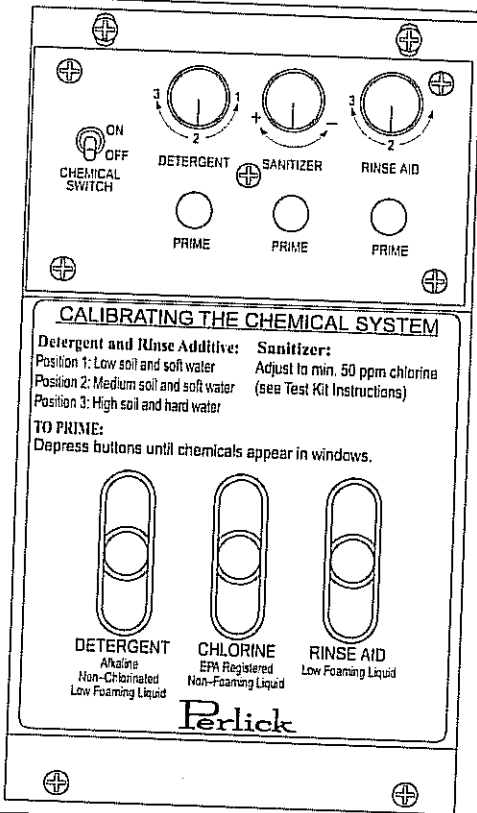 ON
OFF
CHEMICAL
SWITCH
3 1
2
DETERGENT
+ −
SANITIZER
3
2
RINSE AID
PRIME PRIME PRIME
CALIBRATING THE CHEMICAL SYSTEM
Detergent and Rinse Additive:
Position 1: Low soil and soft water
Position 2: Medium soil and soft water
Position 3: High soil and hard water
Sanitizer:
Adjust to min. 50 ppm chlorine
(see Test Kit Instructions)
TO PRIME:
Depress buttons until chemicals appear in windows.
DETERGENT
Alkaline
Non-Chlorinated
Low Foaming Liquid
CHLORINE
EPA Registered
Non-Foaming Liquid
RINSE AID
Low Foaming Liquid
Perlick